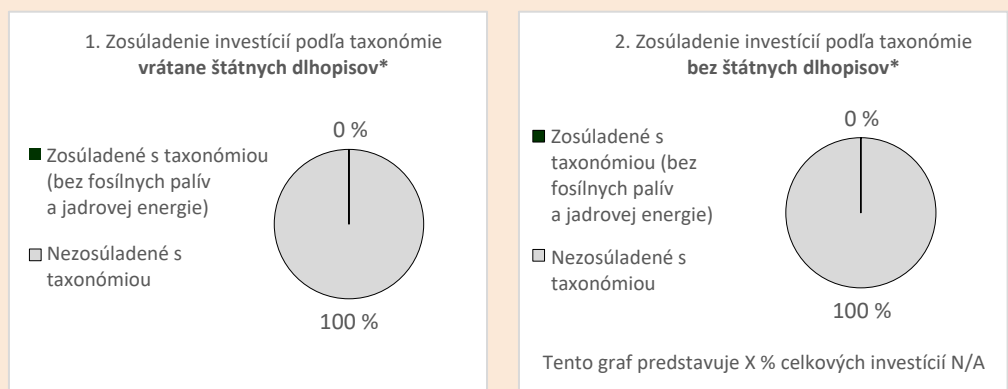 1. Zosúladenie investícií podľa taxonómie
vrátane štátnych dlhopisov*
0 %
Zosúladené s taxonómiou
(bez fosílnych palív
a jadrovej energie)
Nezosúladené s
taxonómiou
100 %
2. Zosúladenie investícií podľa taxonómie
bez štátnych dlhopisov*
0 %
Zosúladené s
taxonómiou (bez
fosílnych palív
a jadrovej energie)
Nezosúladené s
taxonómiou
100 %
Tento graf predstavuje X % celkových investícií N/A